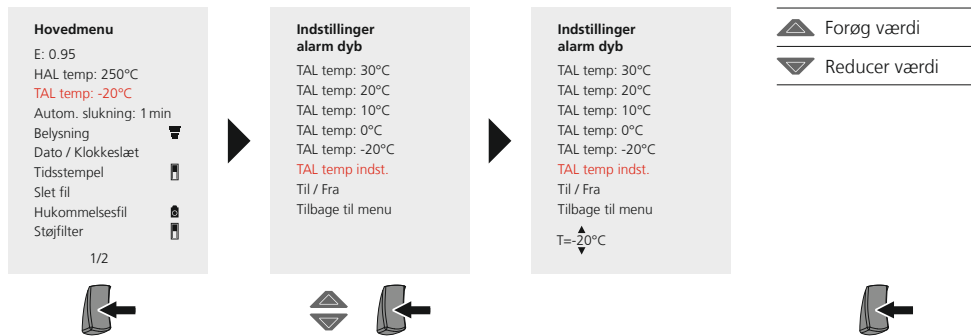 Hovedmenu
E: 0.95
HAL temp: 250°C
TAL temp: -20°C
Autom. slukning: 1 min
Belysning
Dato / Klokkeslæt
Tidsstempel
Slet fil
Hukommelsesfil
Støjfilter
1/2
Indstillinger
alarm dyb
TAL temp: 30°C
TAL temp: 20°C
TAL temp: 10°C
TAL temp: 0°C
TAL temp: -20°C
TAL temp indst.
Til / Fra
Tilbage til menu
Indstillinger
alarm dyb
TAL temp: 30°C
TAL temp: 20°C
TAL temp: 10°C
TAL temp: 0°C
TAL temp: -20°C
TAL temp indst.
Til / Fra
Tilbage til menu
T=-20°C
Forøg værdi
Reducer værdi